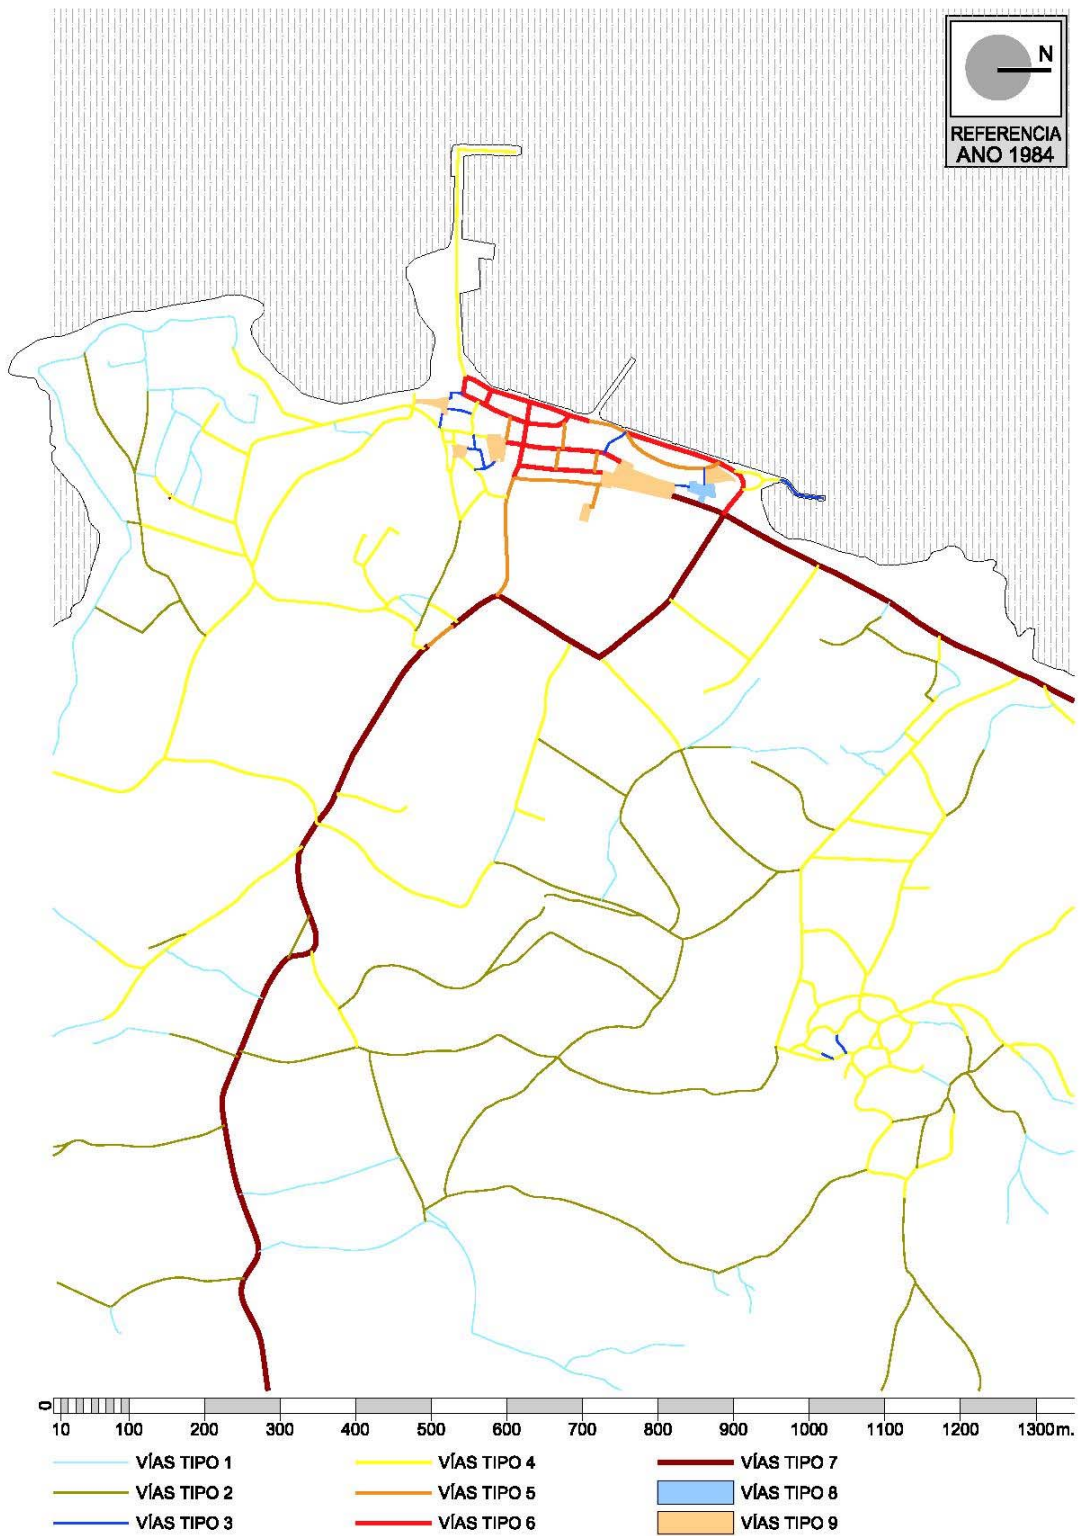 N
REFERENCIA
ANO 1984
0
10 100 200 300 400 500 600 700 800 900 1000 1100 1200 1300m.
VÍAS TIPO 1 VÍAS TIPO 4 VÍAS TIPO 7
VÍAS TIPO 2 VÍAS TIPO 5 VÍAS TIPO 8
VÍAS TIPO 3 VÍAS TIPO 6 VÍAS TIPO 9